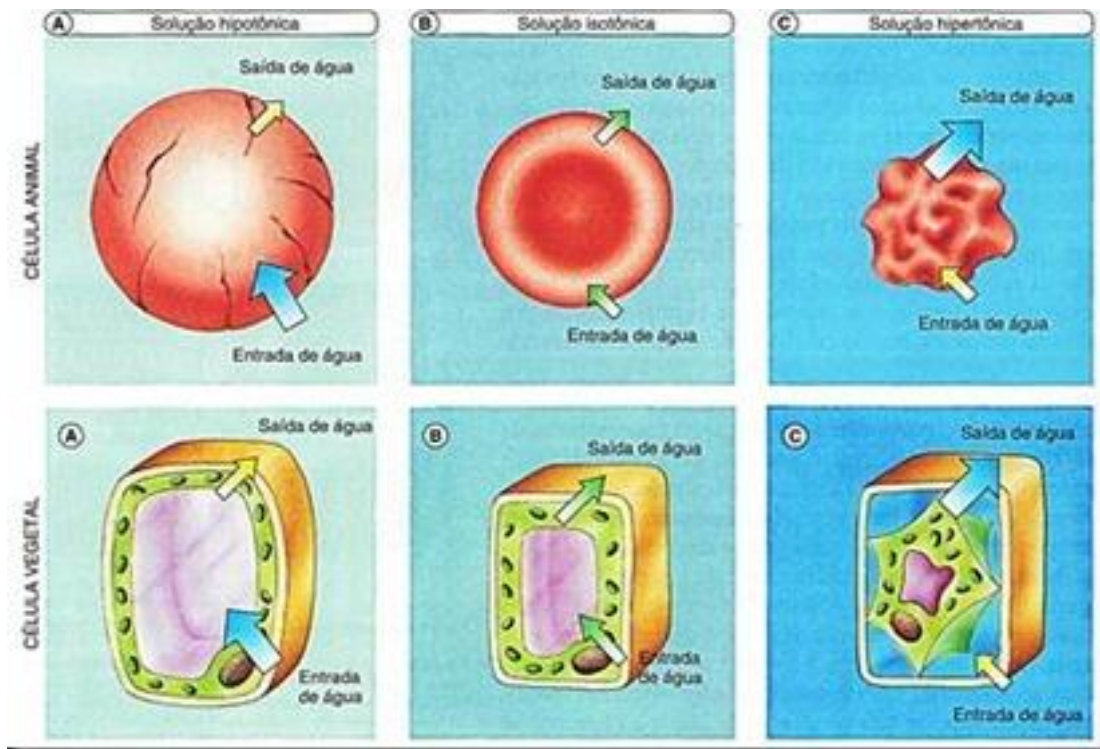 A Solução hipotônica
B Solução isotônica
C Solução hipertônica
CÉLULA ANIMAL
Saída de água
Entrada de água
Saída de água
Entrada de água
Saída de água
Entrada de água
CÉLULA VEGETAL
A
Saída de água
Entrada
de água
B
Saída de água
Entrada
de água
C
Saída de água
Entrada de água